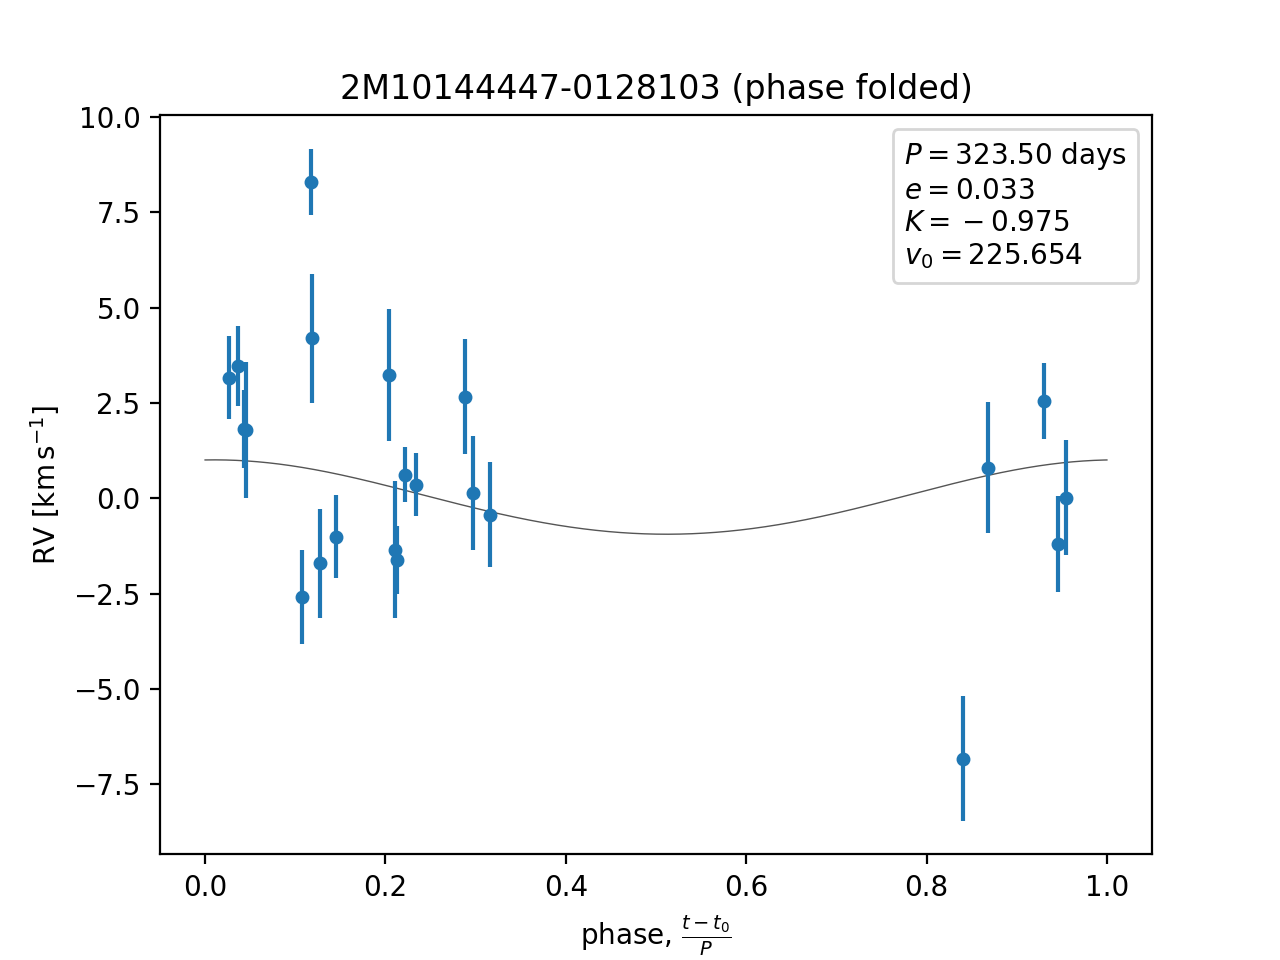 2M10144447-0128103 (phase folded)
P = 323.50 days
e = 0.033
K = −0.975
v₀ = 225.654
10.0
7.5
5.0
2.5
0.0
−2.5
−5.0
−7.5
RV [km s⁻¹]
0.0 0.2 0.4 0.6 0.8 1.0
phase, (t − t₀)/P